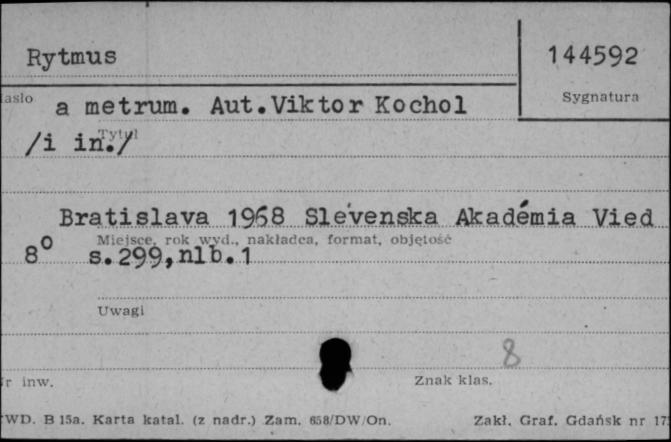 Rytmus
144592
Sygnatura
asło
a metrum. Aut.Viktor Kochol
Tytuł
/i in./
Bratislava 1968 Slévenska Akadémia Vied
Miejsce, rok wyd., nakładca, format, objętość
8° s.299,nlb.1
Uwagi
8
r inw.
Znak klas.
WD. B 15a. Karta katal. (z nadr.) Zam. 658/DW/On.
Zakł. Graf. Gdańsk nr 17